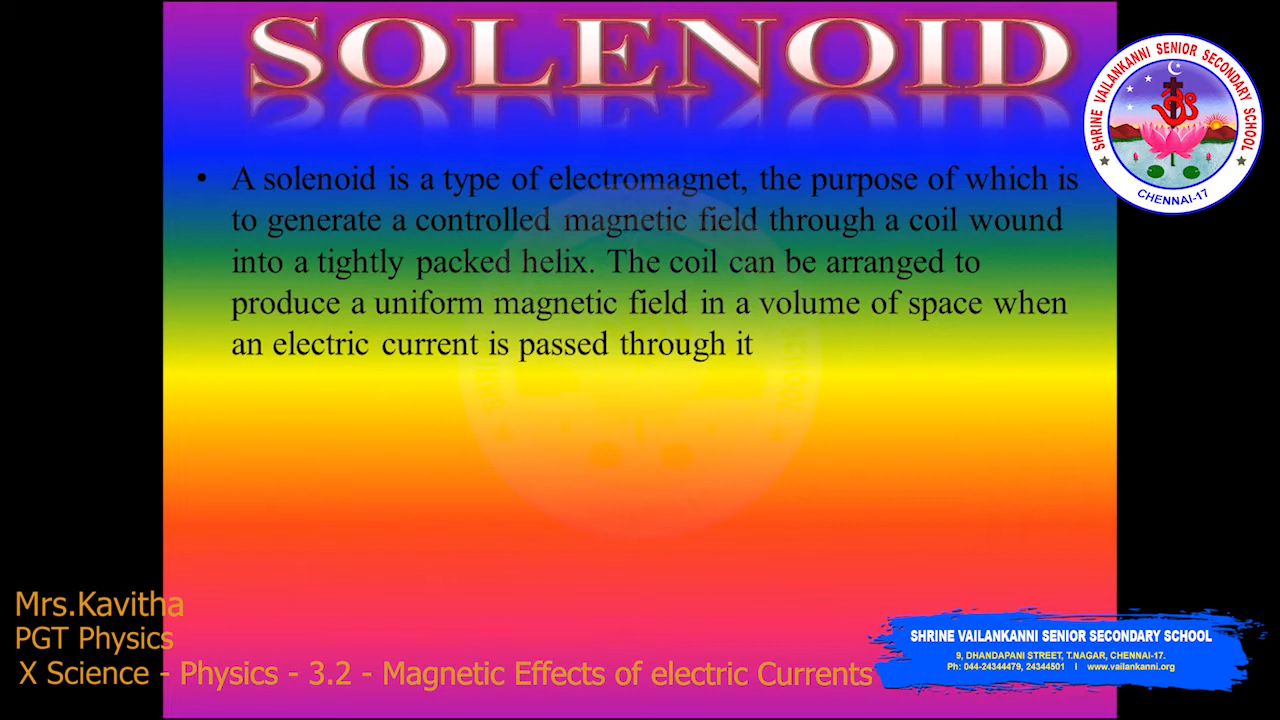 SOLENOID
• A solenoid is a type of electromagnet, the purpose of which is
to generate a controlled magnetic field through a coil wound
into a tightly packed helix. The coil can be arranged to
produce a uniform magnetic field in a volume of space when
an electric current is passed through it
SHRINE VAILANKANNI SENIOR SECONDARY SCHOOL
CHENNAI-17
Mrs.Kavitha
PGT Physics
X Science - Physics - 3.2 - Magnetic Effects of electric Currents
SHRINE VAILANKANNI SENIOR SECONDARY SCHOOL
9, DHANDAPANI STREET, T.NAGAR, CHENNAI-17.
Ph: 044-24344479, 24344501 I www.vailankanni.org